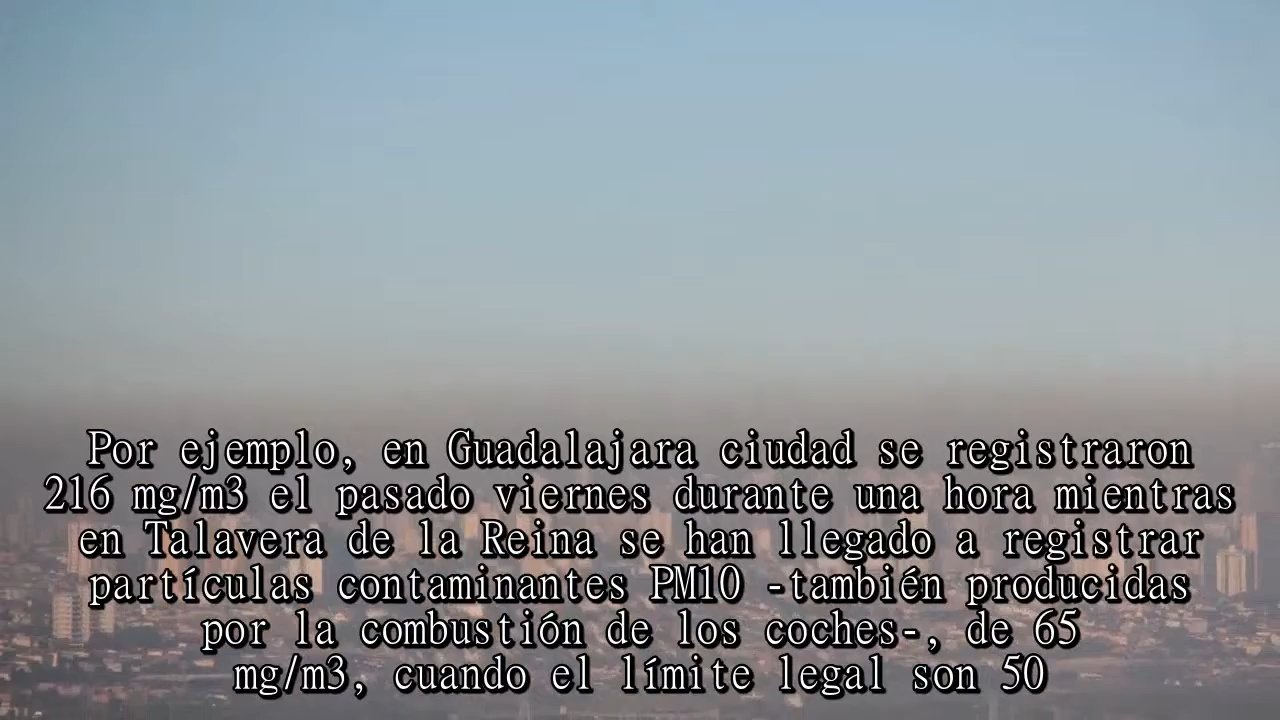 Por ejemplo, en Guadalajara ciudad se registraron
216 mg/m3 el pasado viernes durante una hora mientras
en Talavera de la Reina se han llegado a registrar
partículas contaminantes PM10 -también producidas
por la combustión de los coches-, de 65
mg/m3, cuando el límite legal son 50